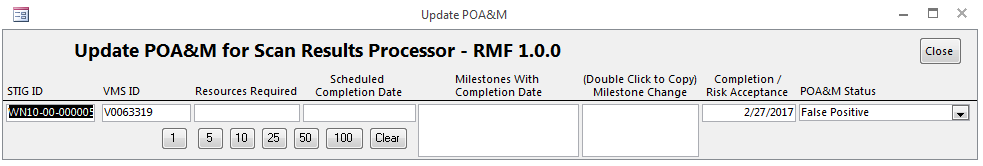 Update POA&M
Update POA&M for Scan Results Processor - RMF 1.0.0
Close
STIG ID
VMS ID
Resources Required
Scheduled
Completion Date
Milestones With
Completion Date
(Double Click to Copy)
Milestone Change
Completion /
Risk Acceptance
POA&M Status
WN10-00-000005
V0063319
2/27/2017
False Positive
1
5
10
25
50
100
Clear